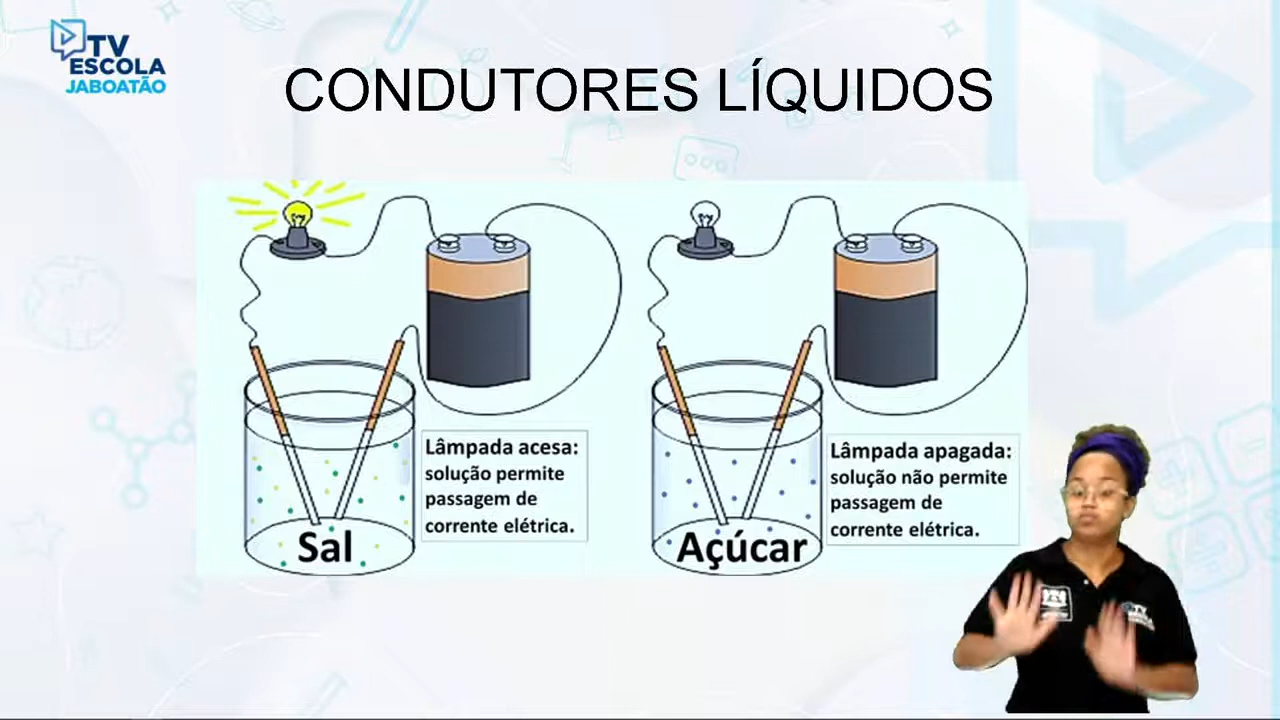 TV
ESCOLA
JABOATÃO
CONDUTORES LÍQUIDOS
Lâmpada acesa:
solução permite
passagem de
corrente elétrica.
Sal
Lâmpada apagada:
solução não permite
passagem de
corrente elétrica.
Açúcar
TV